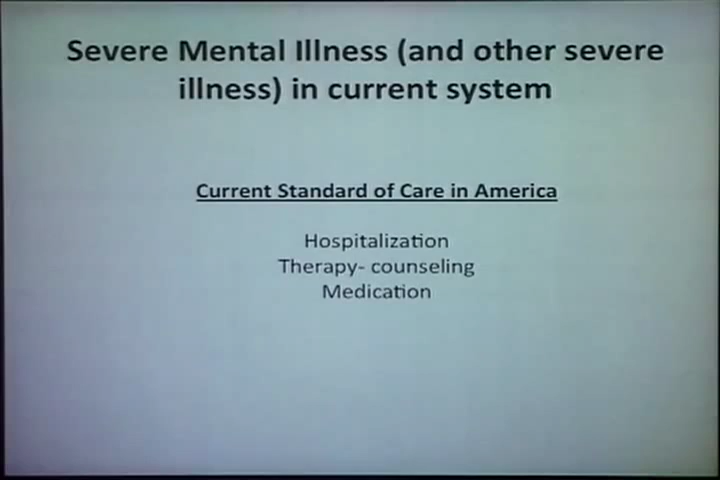 Severe Mental Illness (and other severe
illness) in current system
Current Standard of Care in America
Hospitalization
Therapy- counseling
Medication